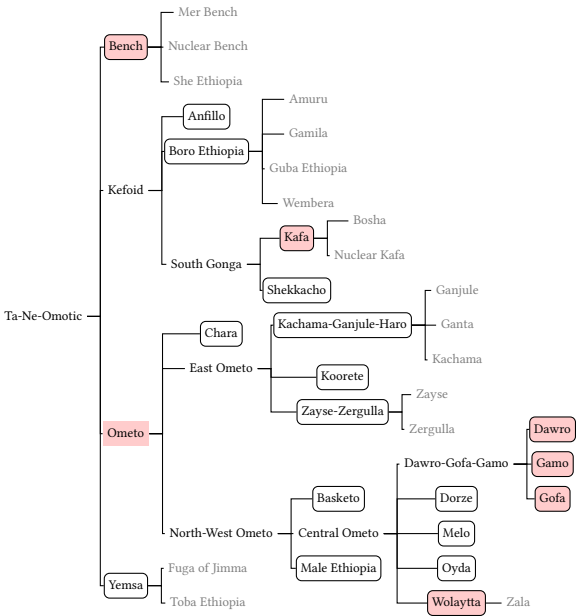 Mer Bench
Bench
Nuclear Bench
She Ethiopia
Amuru
Anfillo
Gamila
Boro Ethiopia
Guba Ethiopia
Kefoid
Wembera
Bosha
Kafa
Nuclear Kafa
South Gonga
Shekkacho
Ganjule
Ta-Ne-Omotic
Kachama-Ganjule-Haro
Ganta
Chara
Kachama
East Ometo
Koorete
Zayse
Zayse-Zergulla
Zergulla
Dawro
Ometo
Dawro-Gofa-Gamo
Gamo
Gofa
Basketo
Dorze
North-West Ometo
Central Ometo
Melo
Male Ethiopia
Oyda
Fuga of Jimma
Yemsa
Toba Ethiopia
Wolaytta
Zala